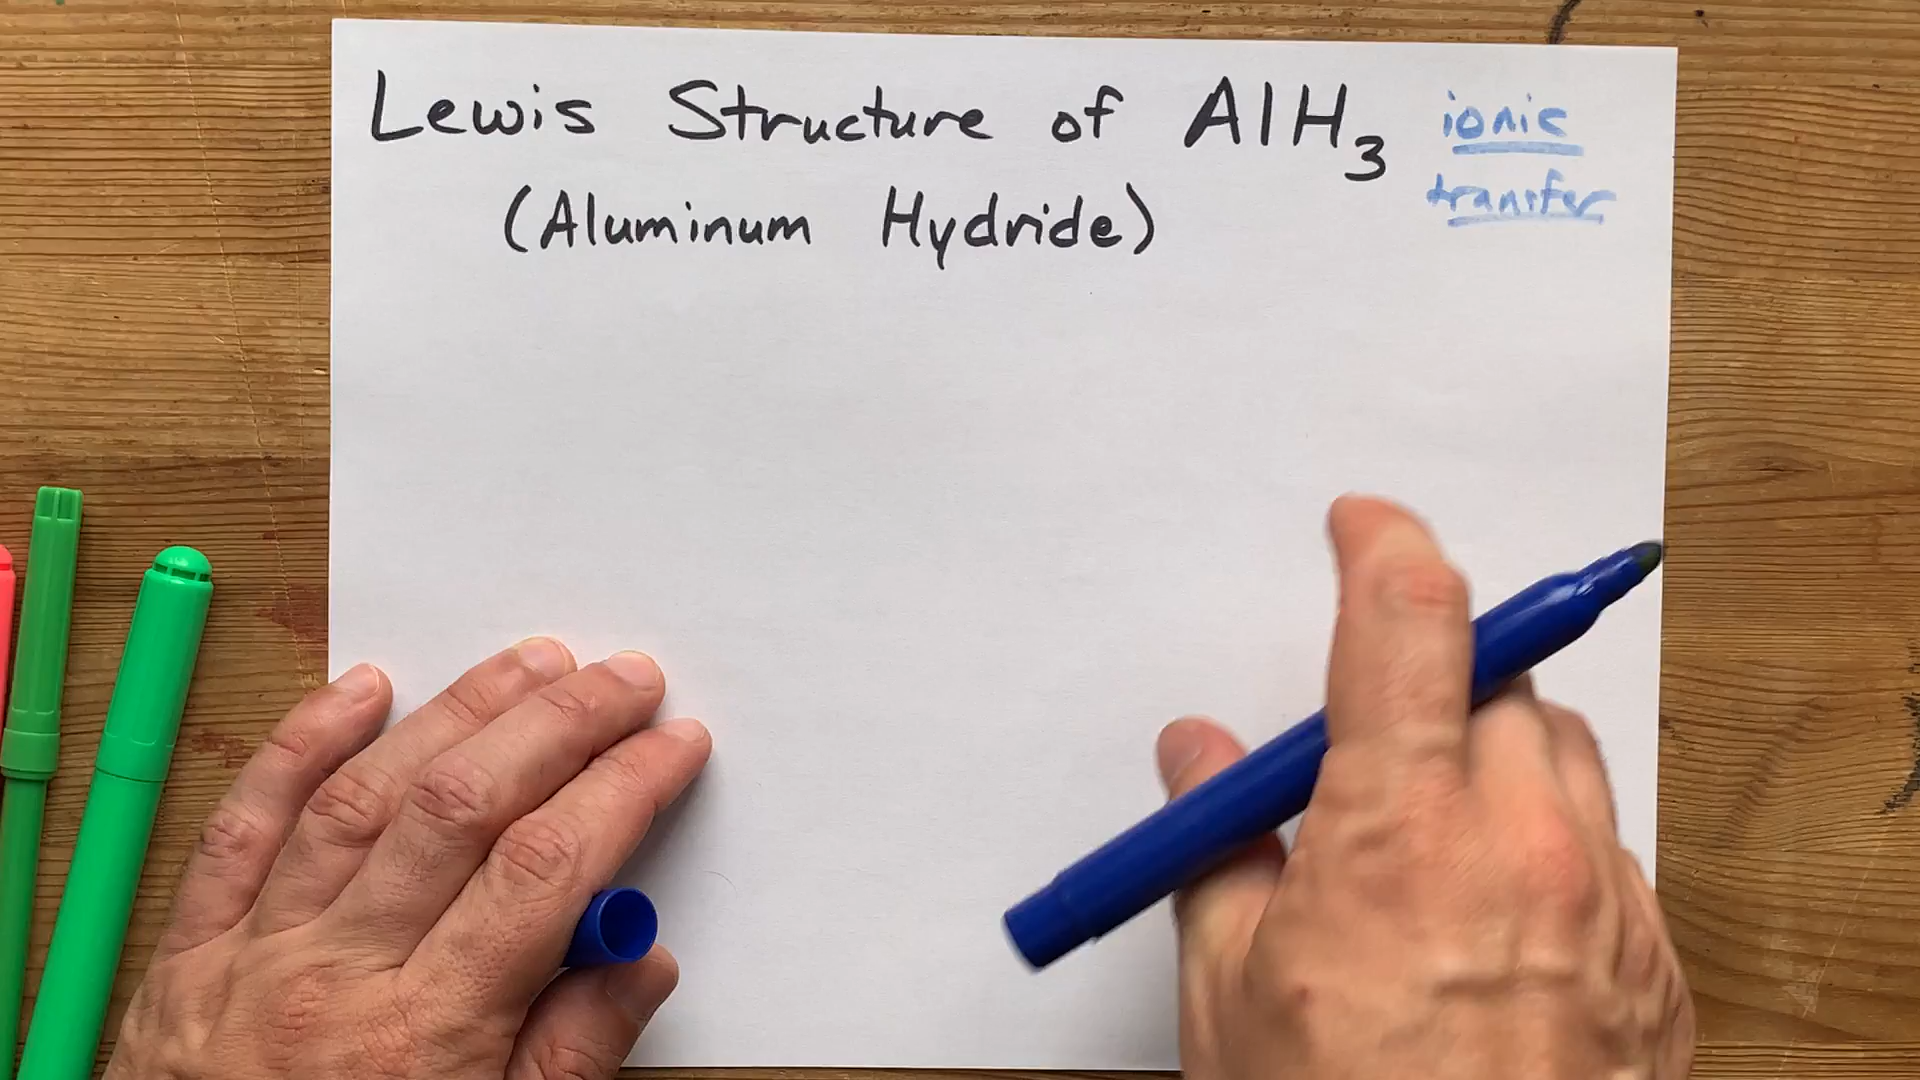 Lewis Structure of AlH₃
(Aluminum Hydride)
ionic
transfer